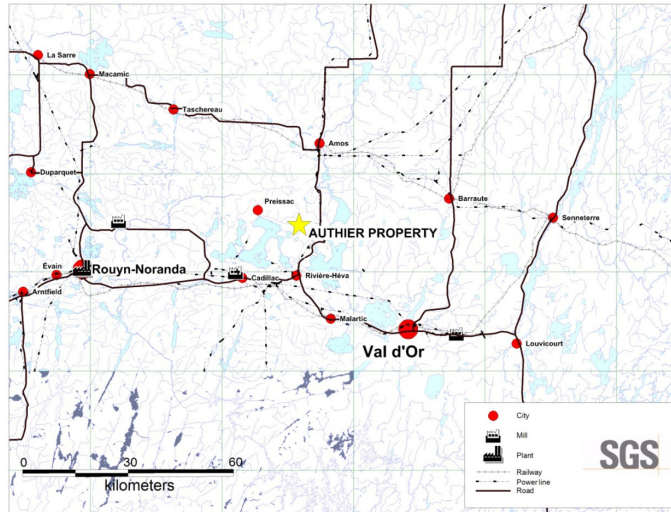 La Sarre
Macamic
Taschereau
Amos
Duparquet
Preissac
Barraute
Senneterre
AUTHIER PROPERTY
Évain
Rouyn-Noranda
Cadillac
Rivière-Héva
Arntfield
Malartic
Val d'Or
Louvicourt
City
Mill
Plant
Railway
Power line
Road
SGS
0 30 60
kilometers